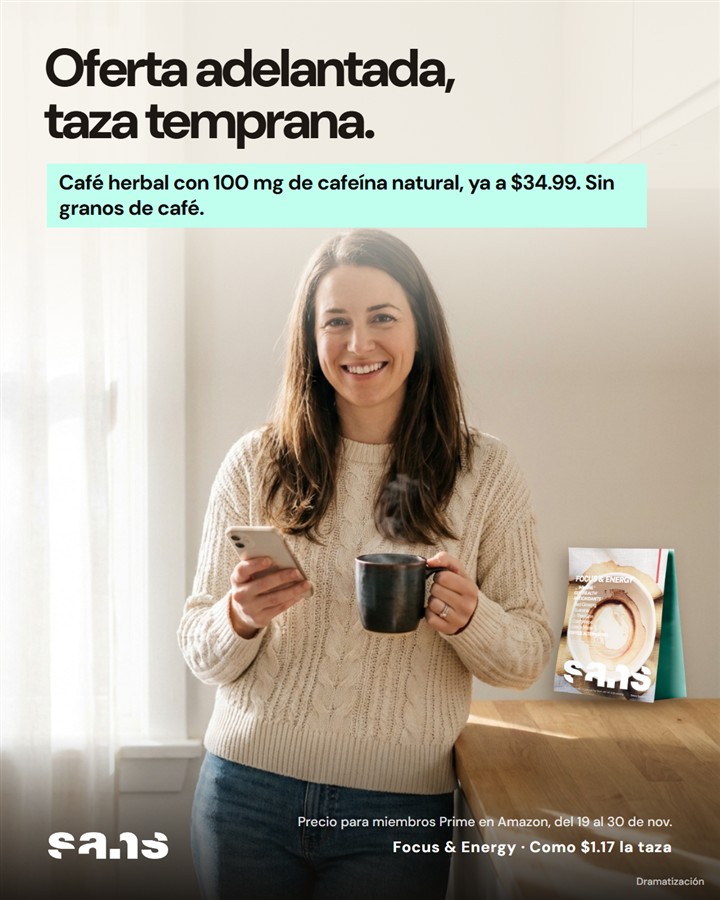 Oferta adelantada,
taza temprana.
Café herbal con 100 mg de cafeína natural, ya a $34.99. Sin
granos de café.
FOCUS & ENERGY
sans
Precio para miembros Prime en Amazon, del 19 al 30 de nov.
sans
Focus & Energy · Como $1.17 la taza
Dramatización